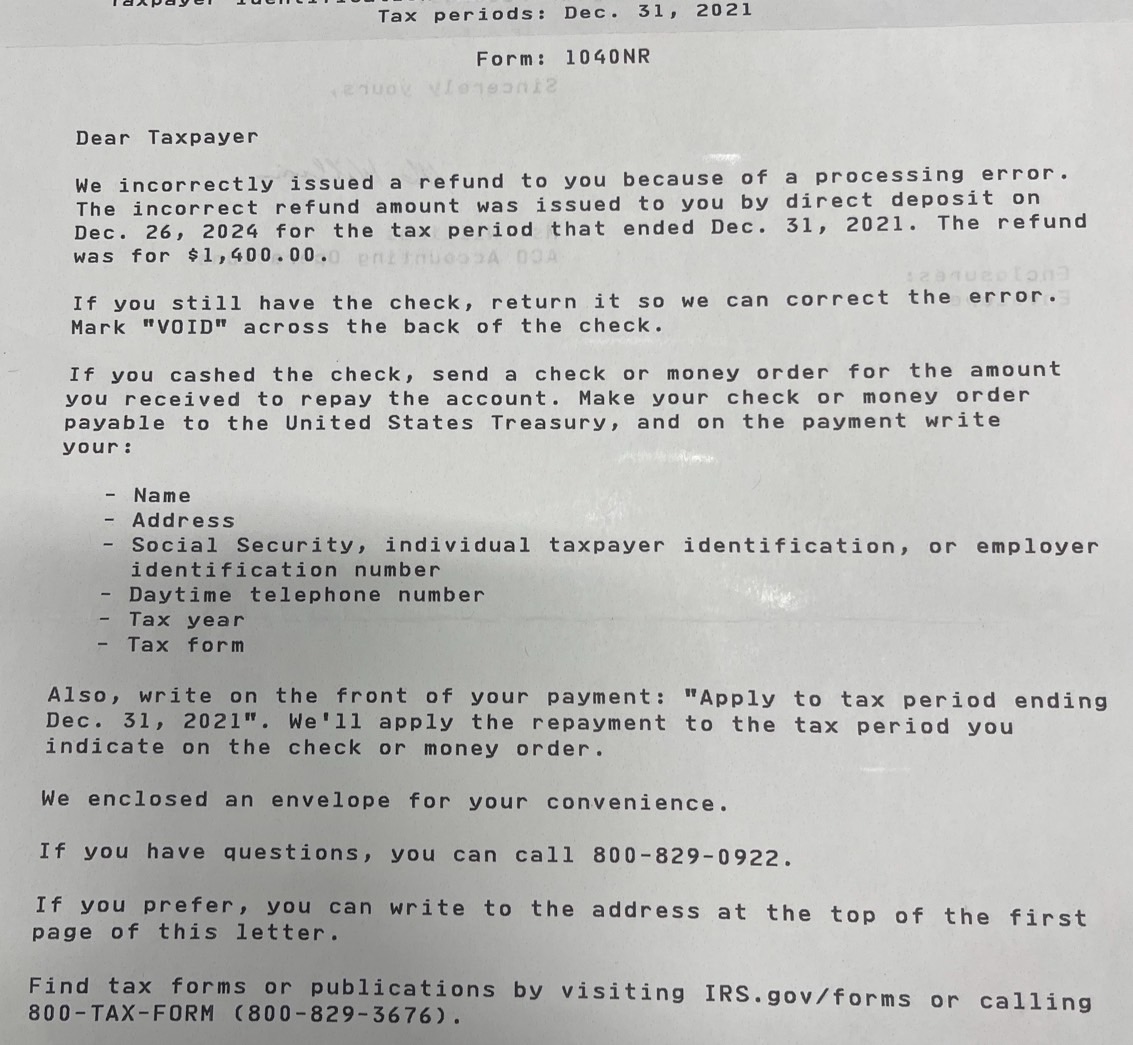 Tax periods: Dec. 31, 2021
Form: 1040NR
Dear Taxpayer
We incorrectly issued a refund to you because of a processing error.
The incorrect refund amount was issued to you by direct deposit on
Dec. 26, 2024 for the tax period that ended Dec. 31, 2021. The refund
was for $1,400.00.
If you still have the check, return it so we can correct the error.
Mark "VOID" across the back of the check.
If you cashed the check, send a check or money order for the amount
you received to repay the account. Make your check or money order
payable to the United States Treasury, and on the payment write
your:
- Name
- Address
- Social Security, individual taxpayer identification, or employer
identification number
- Daytime telephone number
- Tax year
- Tax form
Also, write on the front of your payment: "Apply to tax period ending
Dec. 31, 2021". We'll apply the repayment to the tax period you
indicate on the check or money order.
We enclosed an envelope for your convenience.
If you have questions, you can call 800-829-0922.
If you prefer, you can write to the address at the top of the first
page of this letter.
Find tax forms or publications by visiting IRS.gov/forms or calling
800-TAX-FORM (800-829-3676).